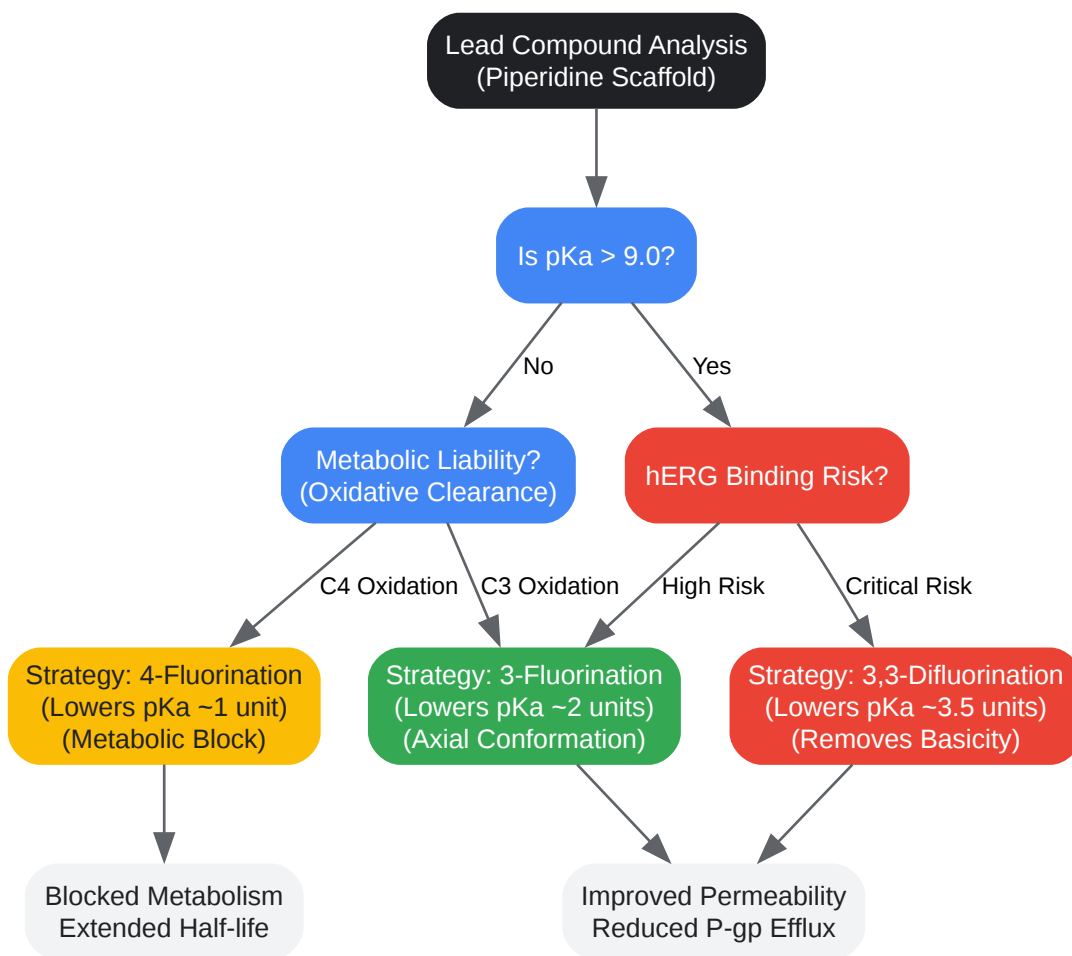 Lead Compound Analysis
(Piperidine Scaffold)
Is pKa > 9.0?
No
Yes
Metabolic Liability?
(Oxidative Clearance)
hERG Binding Risk?
C4 Oxidation
C3 Oxidation
High Risk
Critical Risk
Strategy: 4-Fluorination
(Lowers pKa ~1 unit)
(Metabolic Block)
Strategy: 3-Fluorination
(Lowers pKa ~2 units)
(Axial Conformation)
Strategy: 3,3-Difluorination
(Lowers pKa ~3.5 units)
(Removes Basicity)
Blocked Metabolism
Extended Half-life
Improved Permeability
Reduced P-gp Efflux